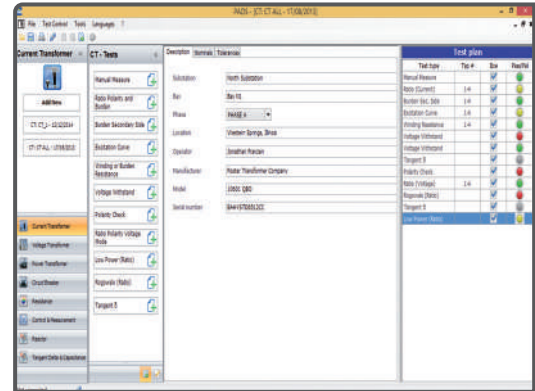 PADS - [CT: CT ALL - 17/08/2013]
File Test Control Tools Languages ?
Current Transformer
Add New
CT: CT_1 - 12/12/2014
CT: CT ALL - 17/08/2013
Current Transformer
Voltage Transformer
Power Transformer
Circuit Breaker
Resistance
Control & Measurement
Reactor
Tangent Delta & Capacitance
CT - Tests
Manual Measure
Ratio Polarity and Burden
Burden Secondary Side
Excitation Curve
Winding or Burden Resistance
Voltage Withstand
Polarity Check
Ratio Polarity Voltage Mode
Low Power (Ratio)
Rogowski (Ratio)
Tangent δ
Description Nominals Tolerances
Substation North Substation
Bay Bay 01
Phase PHASE A
Location Western Springs, Illinois
Operator Jonathan
Manufacturer Transformer Company
Model 10601 QBD
Serial number
Test plan
Test type Tap # Exe Pass/Fail
Manual Measure
Ratio (Current) 1-4
Burden Sec. Side 1-4
Excitation Curve 1-4
Winding Resistance 1-4
Voltage Withstand
Voltage Withstand
Tangent δ
Polarity Check
Ratio (Voltage) 1-4
Rogowski (Ratio)
Tangent δ
Low Power (Ratio)